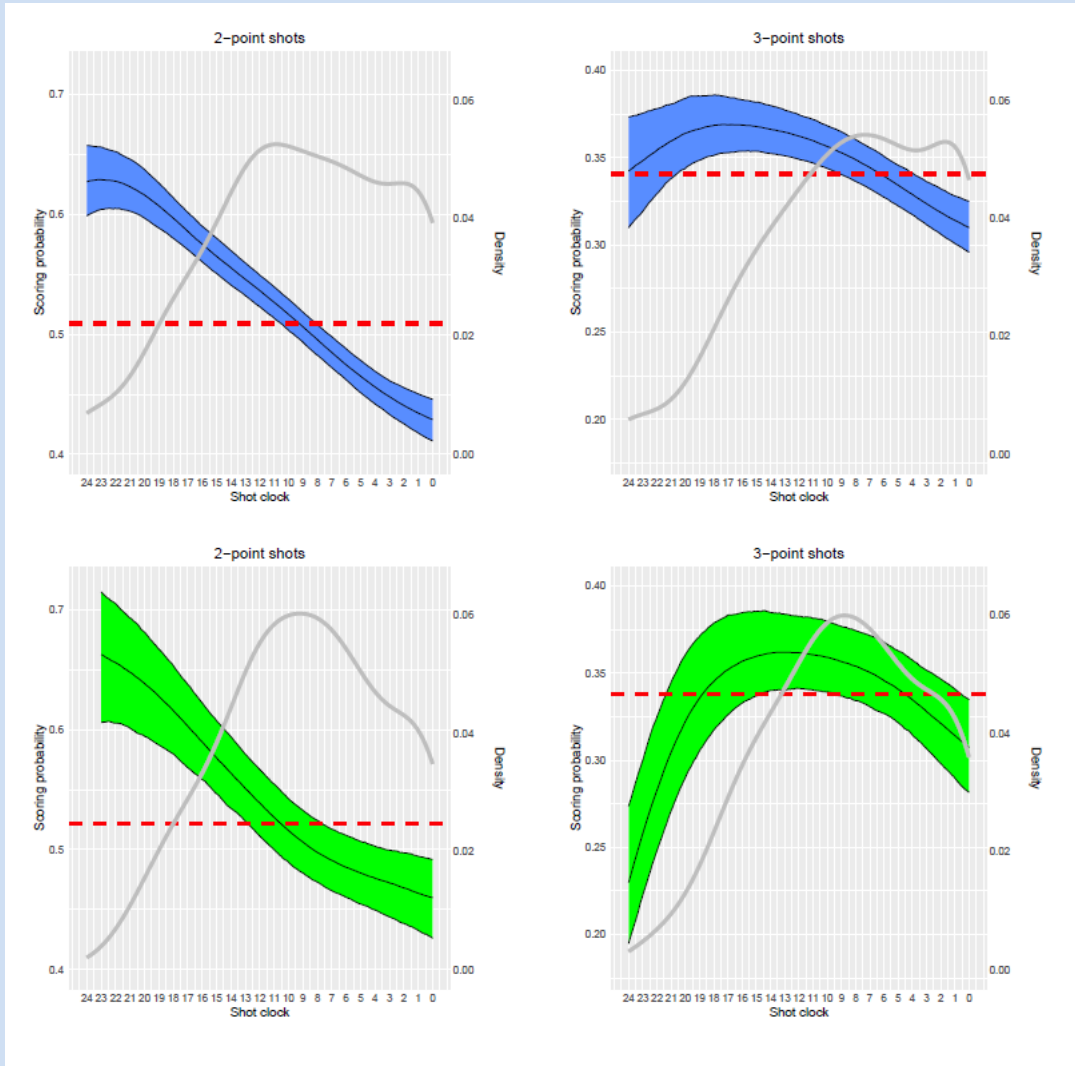 2−point shots
0.7
0.6
0.5
0.4
Scoring probability
0.06
0.04
0.02
0.00
Density
24 23 22 21 20 19 18 17 16 15 14 13 12 11 10 9 8 7 6 5 4 3 2 1 0
Shot clock
3−point shots
0.40
0.35
0.30
0.25
0.20
Scoring probability
0.06
0.04
0.02
0.00
Density
24 23 22 21 20 19 18 17 16 15 14 13 12 11 10 9 8 7 6 5 4 3 2 1 0
Shot clock
2−point shots
0.7
0.6
0.5
0.4
Scoring probability
0.06
0.04
0.02
0.00
Density
24 23 22 21 20 19 18 17 16 15 14 13 12 11 10 9 8 7 6 5 4 3 2 1 0
Shot clock
3−point shots
0.40
0.35
0.30
0.25
0.20
Scoring probability
0.06
0.04
0.02
0.00
Density
24 23 22 21 20 19 18 17 16 15 14 13 12 11 10 9 8 7 6 5 4 3 2 1 0
Shot clock